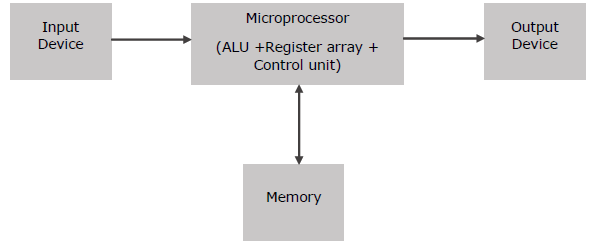 Input
Device
Microprocessor
(ALU +Register array +
Control unit)
Output
Device
Memory